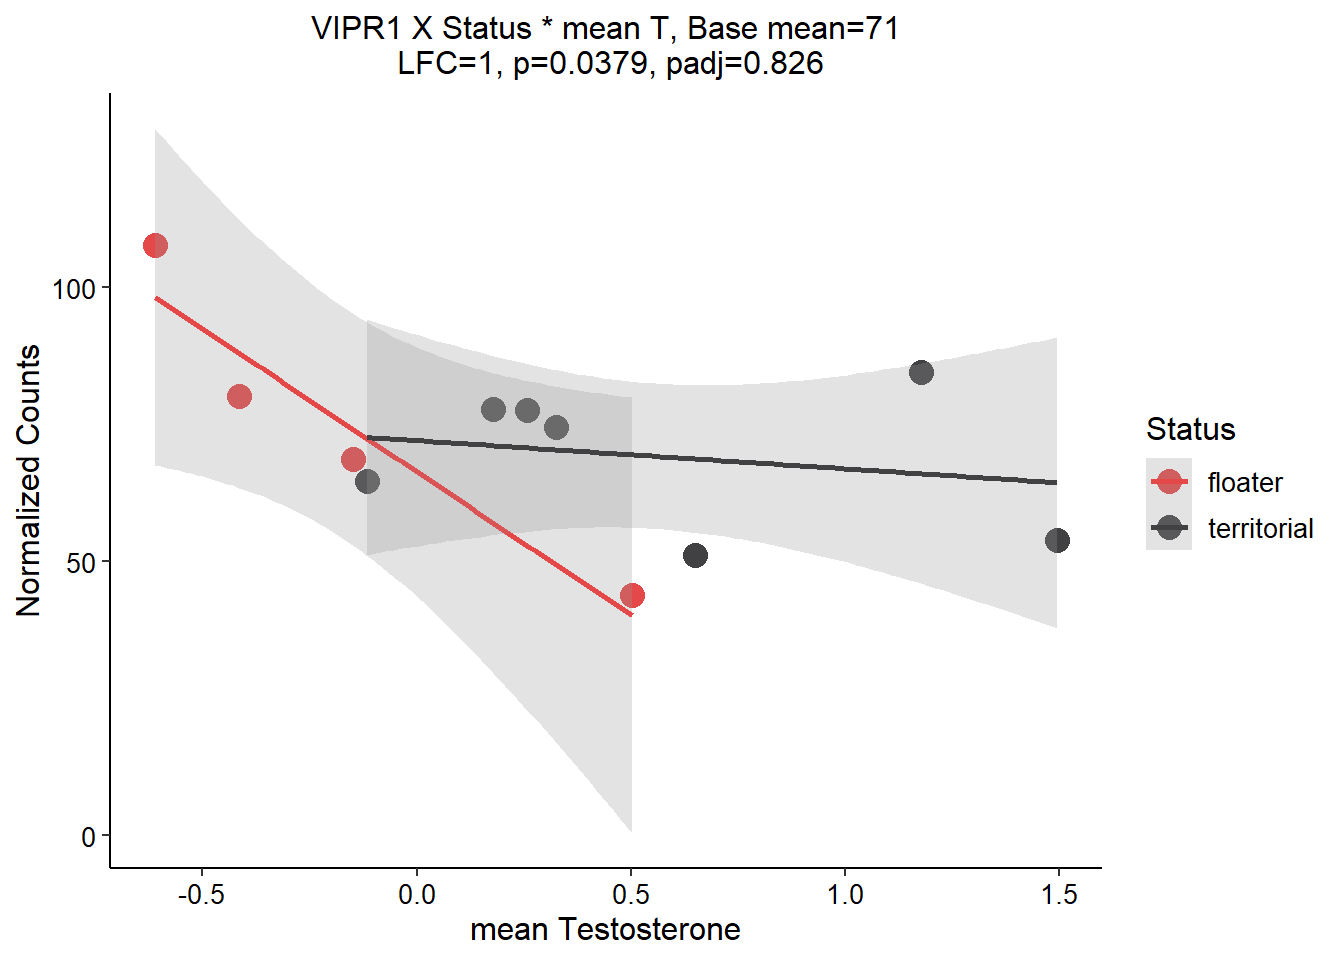 VIPR1 X Status * mean T, Base mean=71
LFC=1, p=0.0379, padj=0.826
Normalized Counts
100
50
0
-0.5
0.0
0.5
1.0
1.5
mean Testosterone
Status
floater
territorial